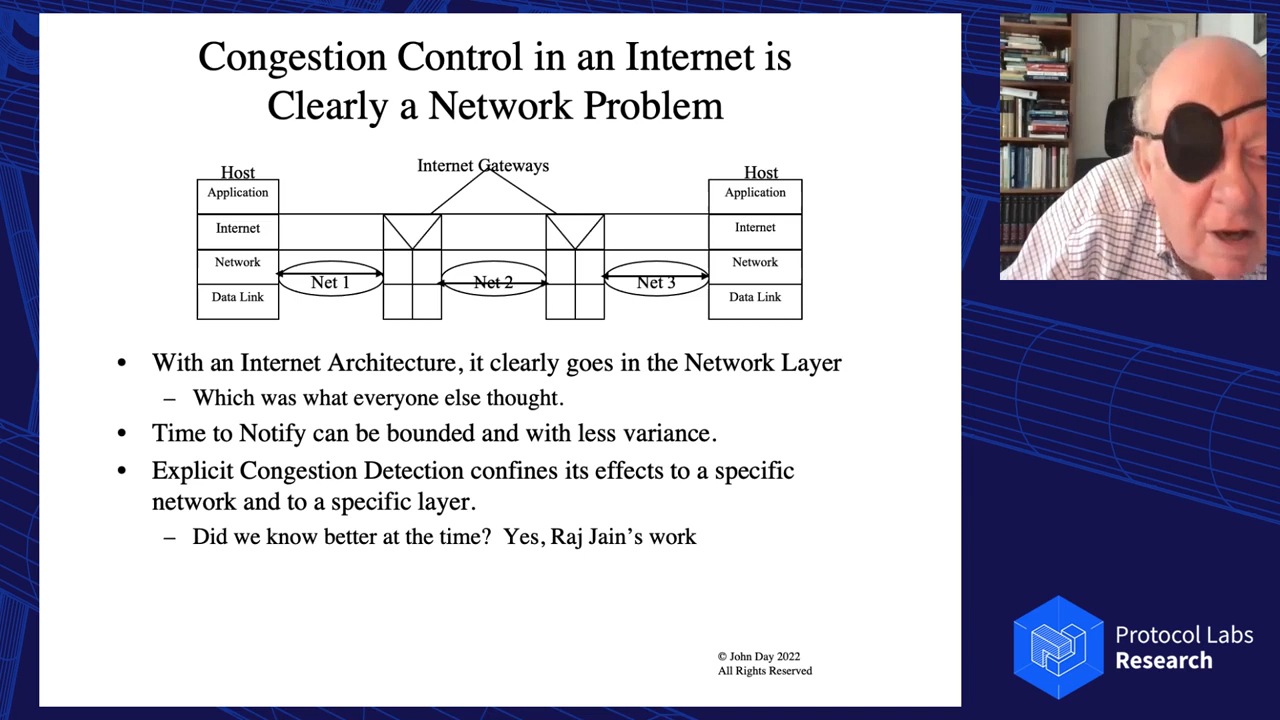 Congestion Control in an Internet is
Clearly a Network Problem
Host
Internet Gateways
Host
Application
Application
Internet
Internet
Network
Network
Net 1
Net 2
Net 3
Data Link
Data Link
• With an Internet Architecture, it clearly goes in the Network Layer
– Which was what everyone else thought.
• Time to Notify can be bounded and with less variance.
• Explicit Congestion Detection confines its effects to a specific
network and to a specific layer.
– Did we know better at the time? Yes, Raj Jain’s work
© John Day 2022
All Rights Reserved
Protocol Labs
Research